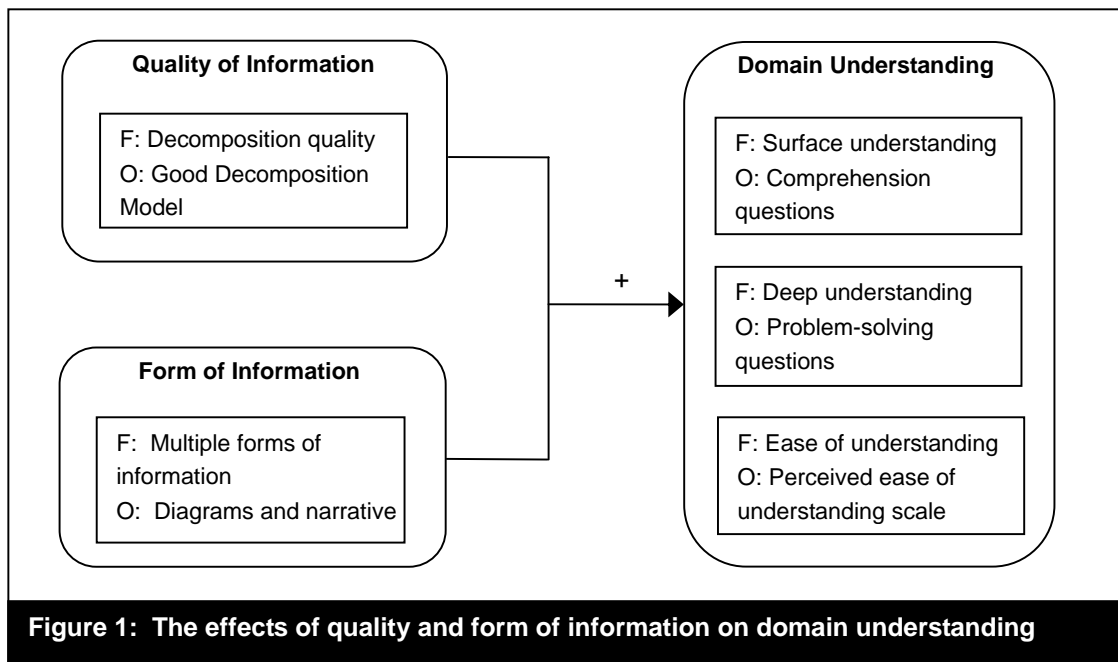 Quality of Information
F: Decomposition quality
O: Good Decomposition
Model
Form of Information
F: Multiple forms of
information
O: Diagrams and narrative
+
Domain Understanding
F: Surface understanding
O: Comprehension
questions
F: Deep understanding
O: Problem-solving
questions
F: Ease of understanding
O: Perceived ease of
understanding scale
Figure 1: The effects of quality and form of information on domain understanding